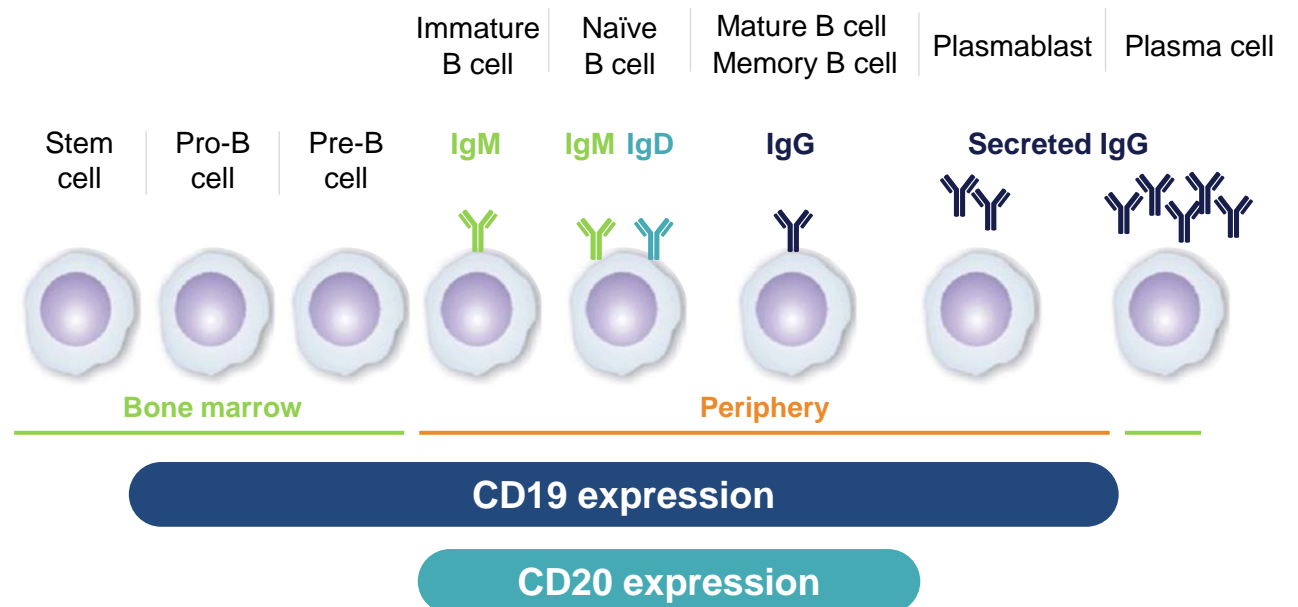 Immature
B cell
Naïve
B cell
Mature B cell
Memory B cell
Plasmablast
Plasma cell
Stem
cell
Pro-B
cell
Pre-B
cell
IgM
IgM IgD
IgG
Secreted IgG
Bone marrow
Periphery
CD19 expression
CD20 expression